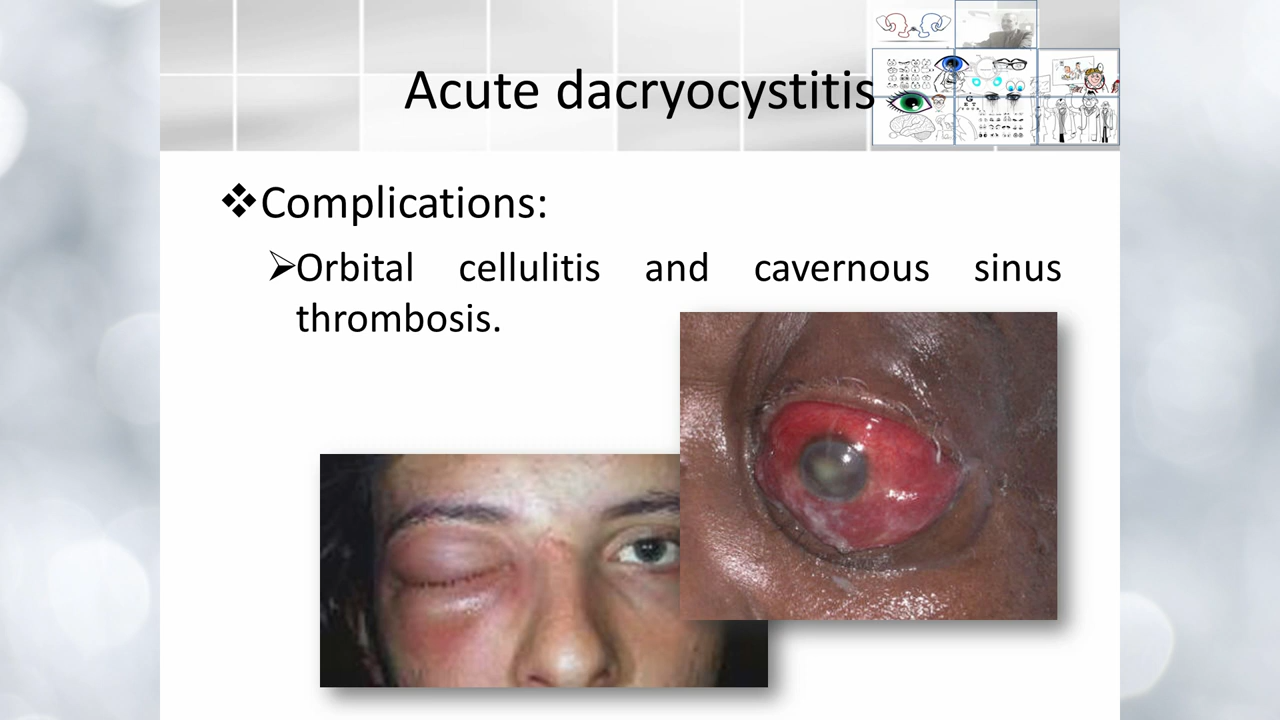 Acute dacryocystitis
❖Complications:
➢Orbital cellulitis and cavernous sinus
thrombosis.